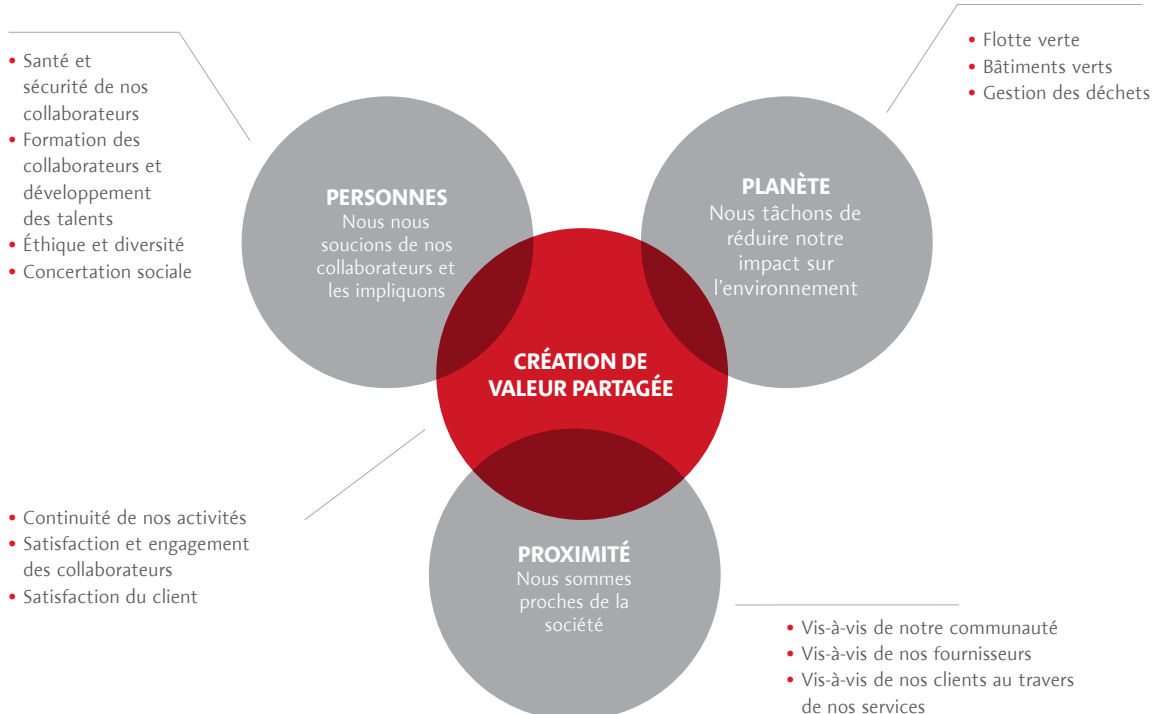 • Santé et
sécurité de nos
collaborateurs
• Formation des
collaborateurs et
développement
des talents
• Éthique et diversité
• Concertation sociale
• Flotte verte
• Bâtiments verts
• Gestion des déchets
PERSONNES
Nous nous
soucions de nos
collaborateurs et
les impliquons
PLANÈTE
Nous tâchons de
réduire notre
impact sur
l’environnement
CRÉATION DE
VALEUR PARTAGÉE
• Continuité de nos activités
• Satisfaction et engagement
des collaborateurs
• Satisfaction du client
PROXIMITÉ
Nous sommes
proches de la
société
• Vis-à-vis de notre communauté
• Vis-à-vis de nos fournisseurs
• Vis-à-vis de nos clients au travers
de nos services